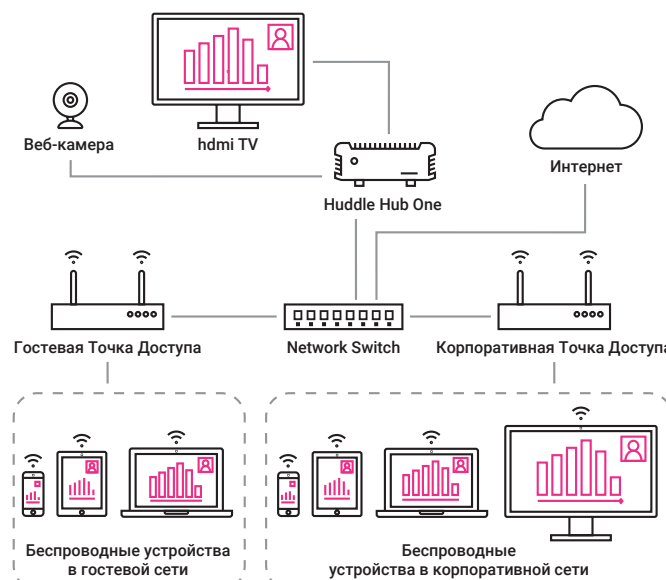 Веб-камера
hdmi TV
Интернет
Huddle Hub One
Гостевая Точка Доступа
Network Switch
Корпоративная Точка Доступа
Беспроводные устройства
в гостевой сети
Беспроводные
устройства в корпоративной сети